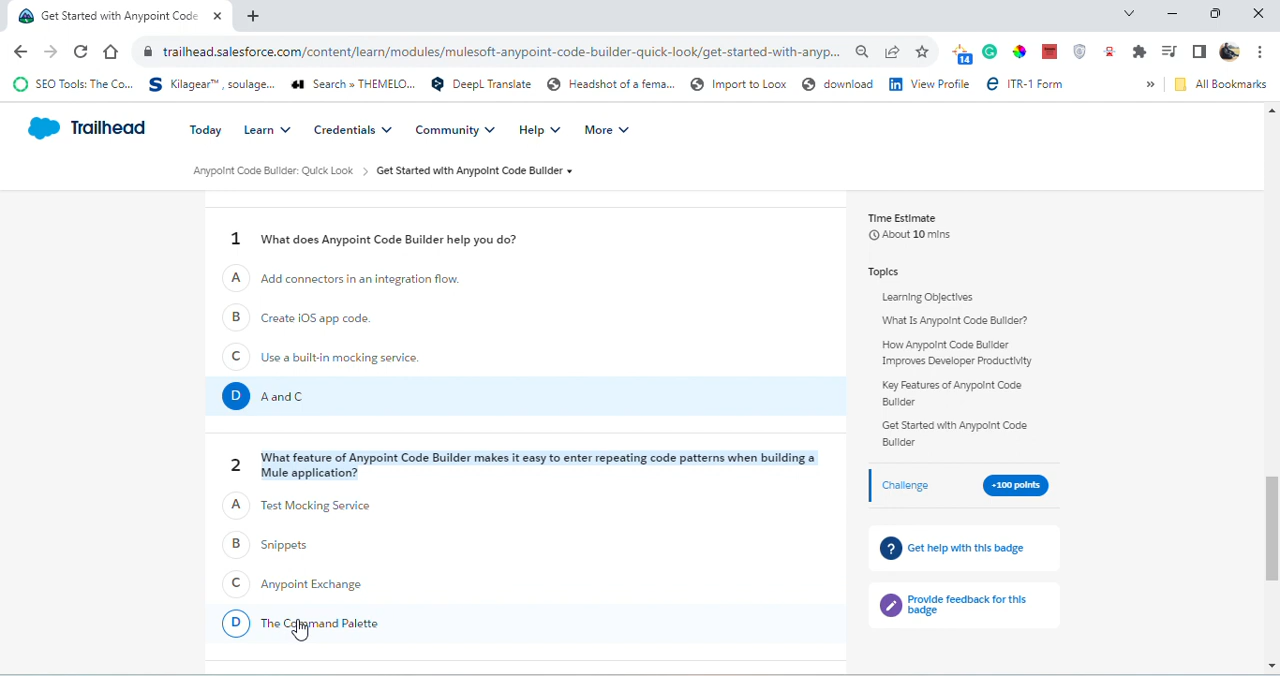 Get Started with Anypoint Code
trailhead.salesforce.com/content/learn/modules/mulesoft-anypoint-code-builder-quick-look/get-started-with-anyp...
14
SEO Tools: The Co...
Kilagear™, soulage...
Search » THEMELO...
DeepL Translate
Headshot of a fema...
Import to Loox
download
View Profile
ITR-1 Form
»
All Bookmarks
Trailhead
Today
Learn
Credentials
Community
Help
More
Anypoint Code Builder: Quick Look > Get Started with Anypoint Code Builder
1 What does Anypoint Code Builder help you do?
A Add connectors in an integration flow.
B Create iOS app code.
C Use a built-in mocking service.
D A and C
2 What feature of Anypoint Code Builder makes it easy to enter repeating code patterns when building a
Mule application?
A Test Mocking Service
B Snippets
C Anypoint Exchange
D The Command Palette
Time Estimate
About 10 mins
Topics
Learning Objectives
What Is Anypoint Code Builder?
How Anypoint Code Builder
Improves Developer Productivity
Key Features of Anypoint Code
Builder
Get Started with Anypoint Code
Builder
Challenge
+100 points
? Get help with this badge
Provide feedback for this
badge